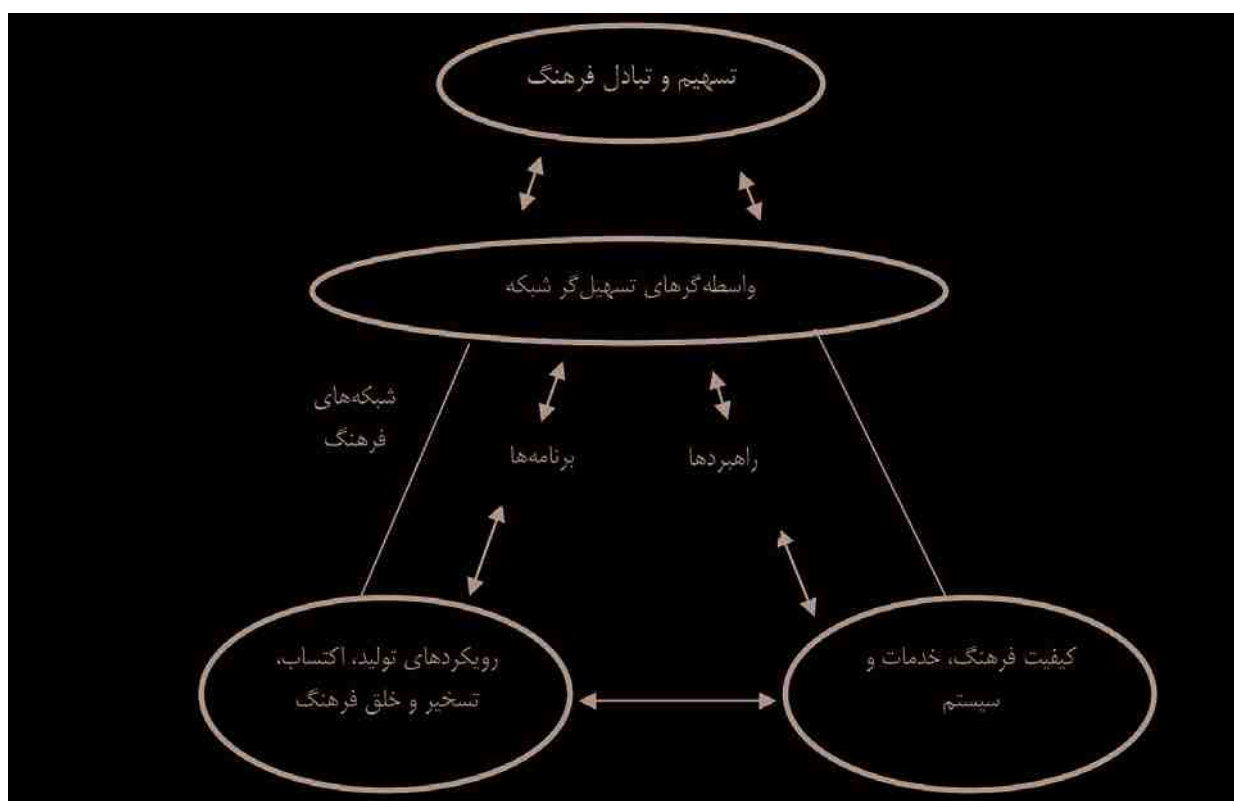 تسهیم و تبادل فرهنگ
واسطه‌گرهای تسهیل‌گر شبکه
شبکه‌های
فرهنگ
راهبردها
برنامه‌ها
کیفیت فرهنگ، خدمات و
سیستم
رویکردهای تولید، اکتساب،
تسخیر و خلق فرهنگ